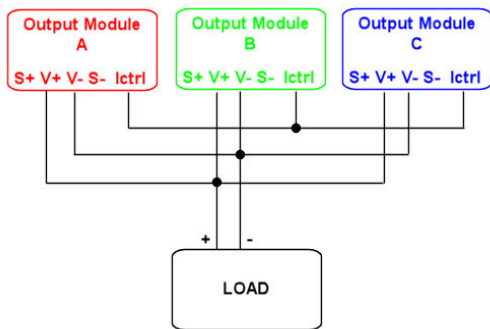 Output Module
A
S+ V+ V- S- Ictrl
Output Module
B
S+ V+ V- S- Ictrl
Output Module
C
S+ V+ V- S- Ictrl
+ -
LOAD